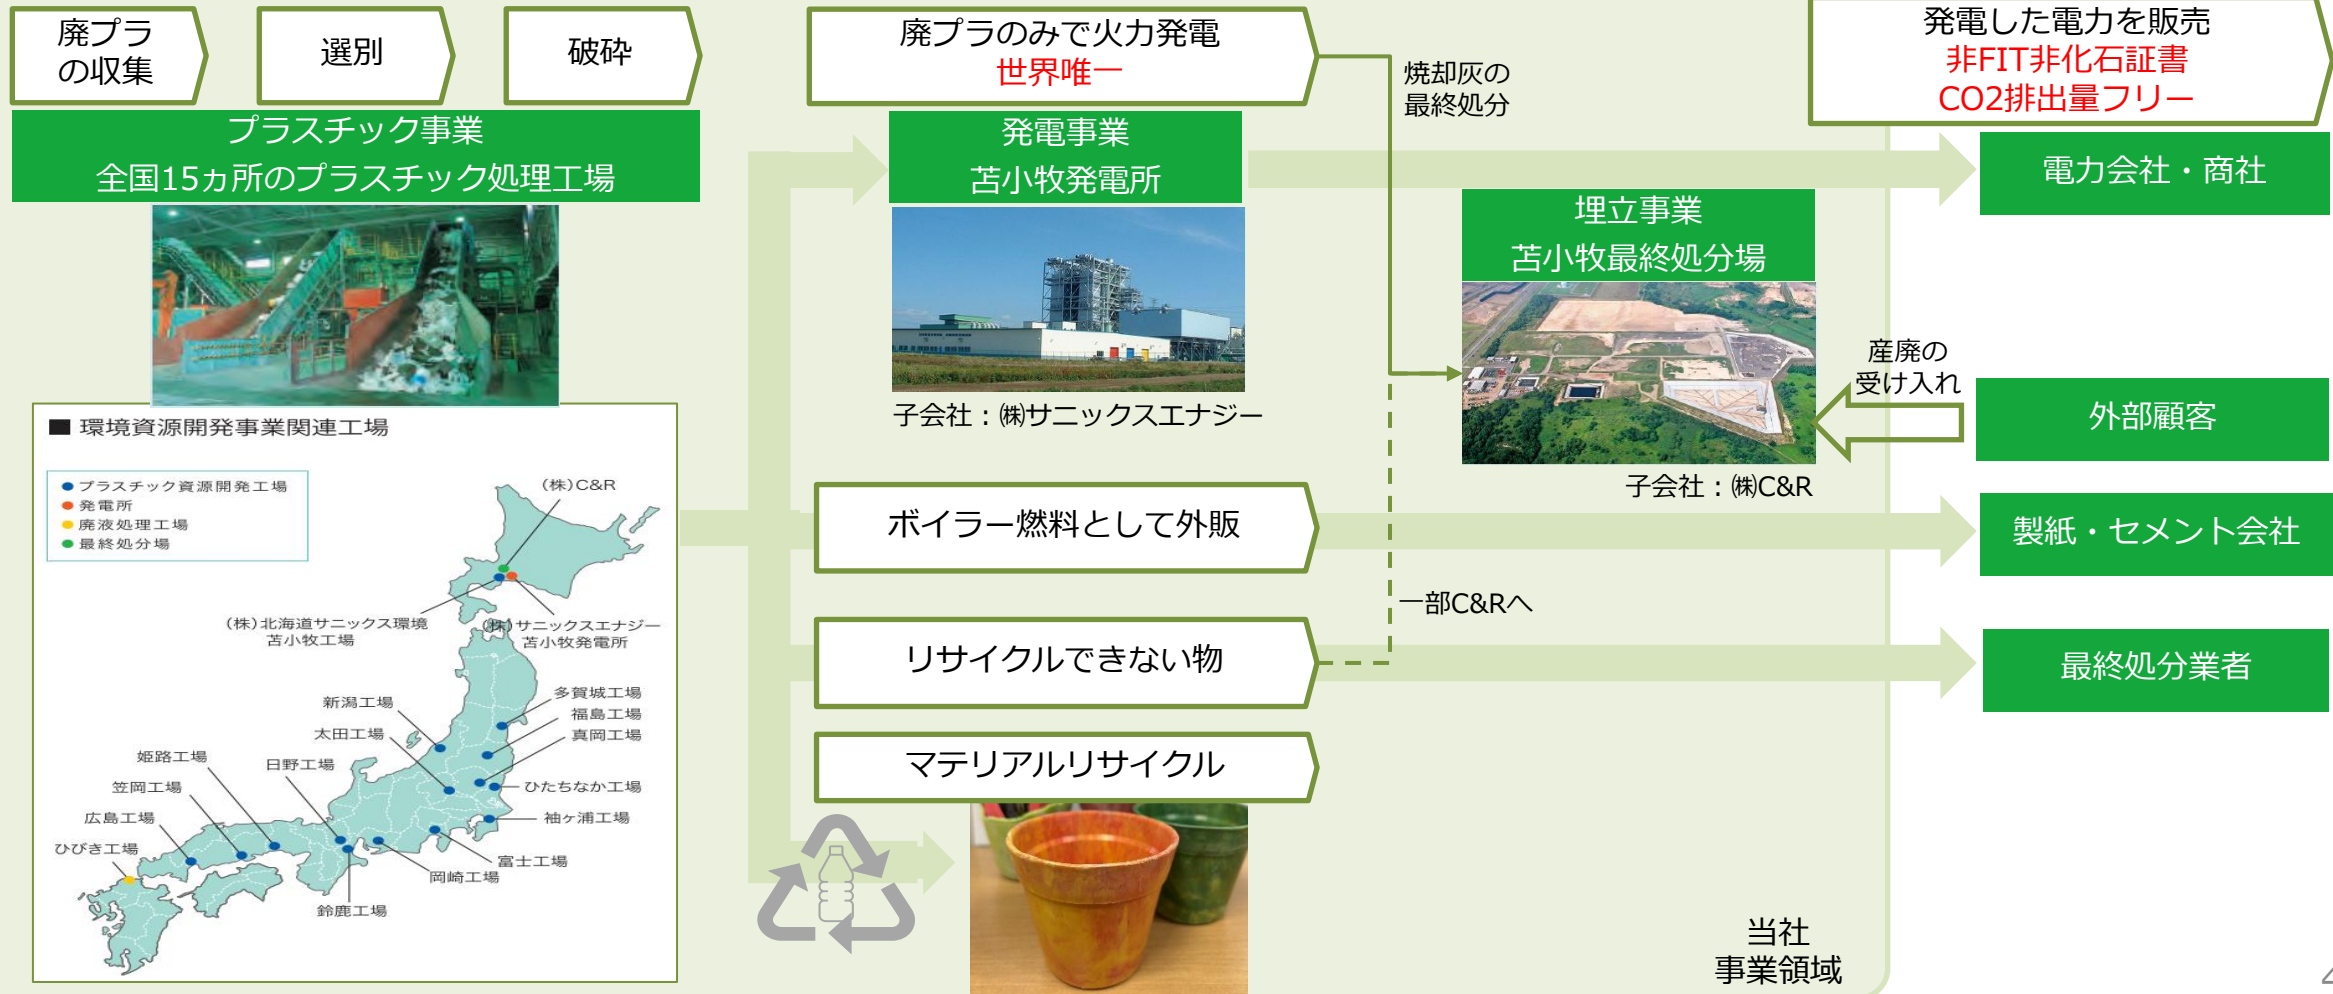 廃プラ
の収集
選別
破砕
プラスチック事業
全国15ヵ所のプラスチック処理工場
廃プラのみで火力発電
世界唯一
発電事業
苫小牧発電所
子会社：㈱サニックスエナジー
焼却灰の
最終処分
発電した電力を販売
非FIT非化石証書
CO2排出量フリー
電力会社・商社
埋立事業
苫小牧最終処分場
子会社：㈱C&R
産廃の
受け入れ
外部顧客
■ 環境資源開発事業関連工場
プラスチック資源開発工場
発電所
廃液処理工場
最終処分場
(株)C&R
(株)北海道サニックス環境
苫小牧工場
(株)サニックスエナジー
苫小牧発電所
多賀城工場
新潟工場
福島工場
太田工場
真岡工場
姫路工場
日野工場
笠岡工場
ひたちなか工場
広島工場
袖ヶ浦工場
ひびき工場
富士工場
岡崎工場
鈴鹿工場
ボイラー燃料として外販
製紙・セメント会社
一部C&Rへ
リサイクルできない物
最終処分業者
マテリアルリサイクル
当社
事業領域